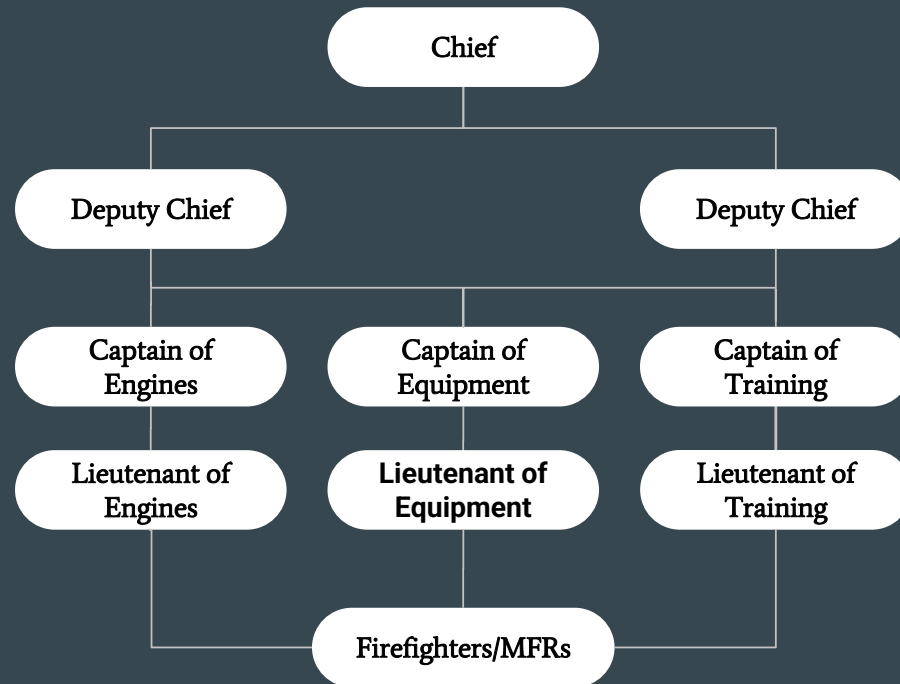 Chief
Deputy Chief
Deputy Chief
Captain of
Engines
Captain of
Equipment
Captain of
Training
Lieutenant of
Engines
Lieutenant of
Equipment
Lieutenant of
Training
Firefighters/MFRs